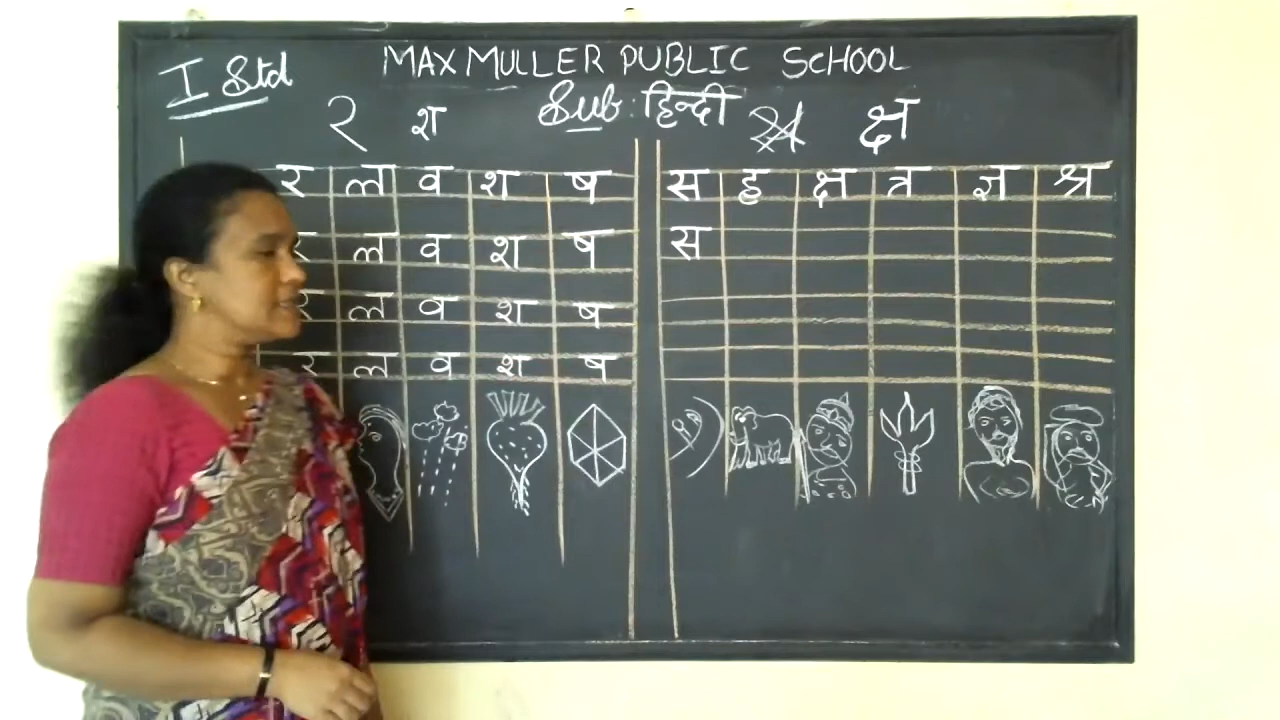 MAX MULLER PUBLIC SCHOOL
I Std
Sub: हिन्दी
र श क्ष
र ल व श ष स ह क्ष त्र ज्ञ श्र
र ल व श ष स
र ल व श ष
र ल व श ष